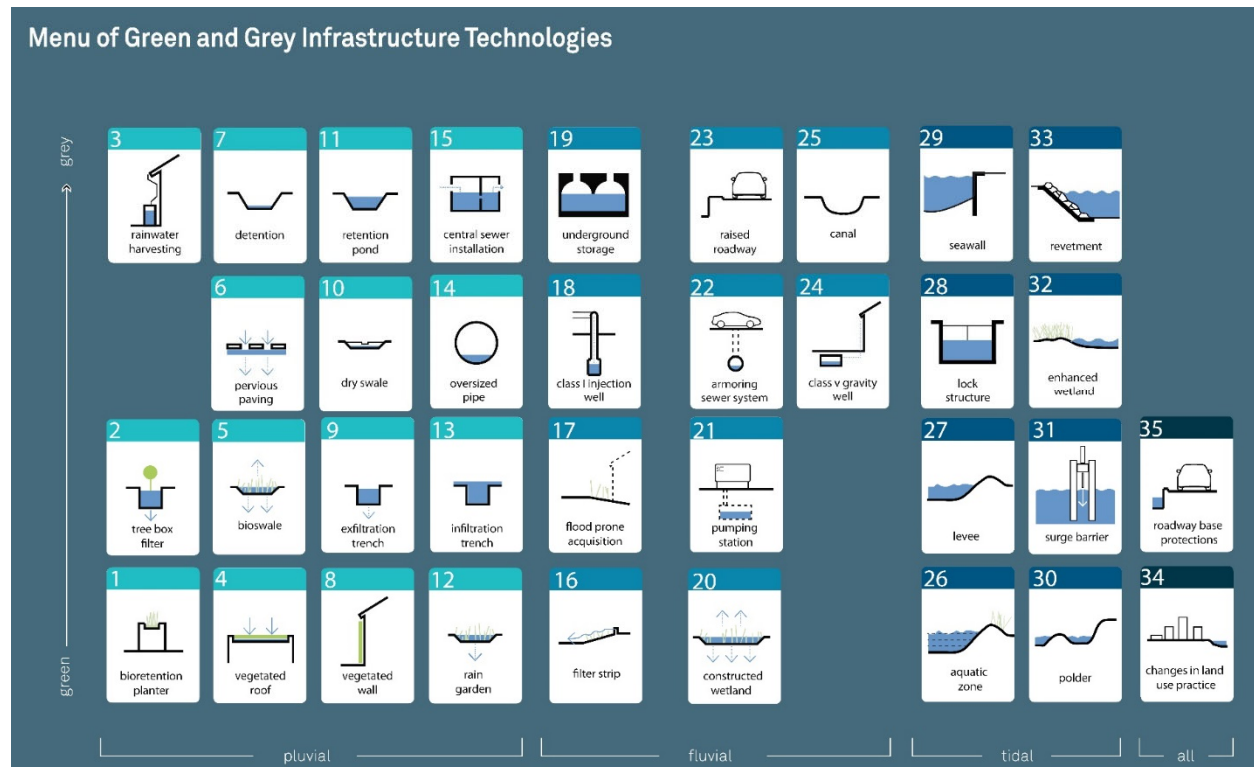 Menu of Green and Grey Infrastructure Technologies
grey
3
rainwater
harvesting
7
detention
11
retention
pond
15
central sewer
installation
19
underground
storage
23
raised
roadway
25
canal
29
seawall
33
revetment
6
pervious
paving
10
dry swale
14
oversized
pipe
18
class I injection
well
22
armoring
sewer system
24
class v gravity
well
28
lock
structure
32
enhanced
wetland
2
tree box
filter
5
bioswale
9
exfiltration
trench
13
infiltration
trench
17
flood prone
acquisition
21
pumping
station
27
levee
31
surge barrier
35
roadway base
protections
green
1
bioretention
planter
4
vegetated
roof
8
vegetated
wall
12
rain
garden
16
filter strip
20
constructed
wetland
26
aquatic
zone
30
polder
34
changes in land
use practice
pluvial
fluvial
tidal
all